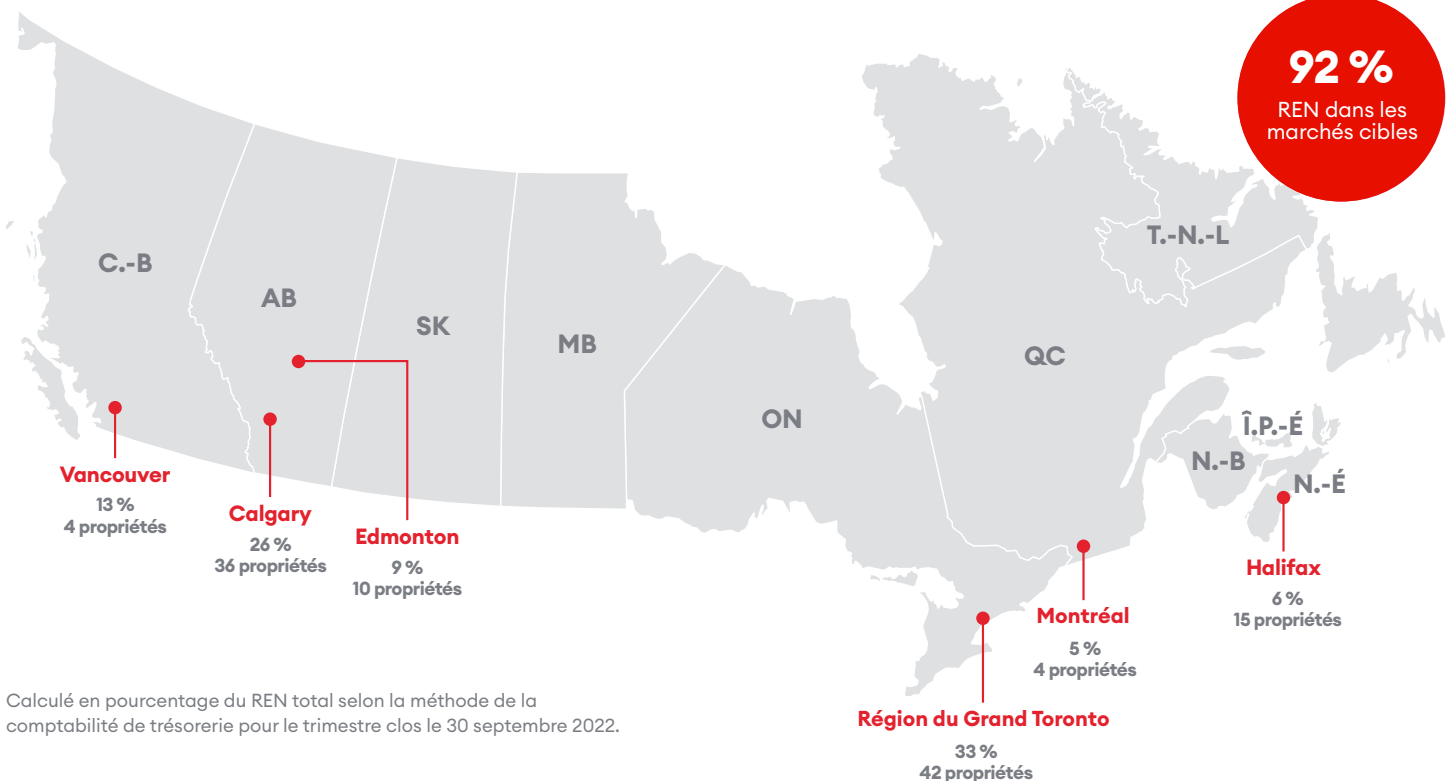 92 %
REN dans les
marchés cibles
C.-B
AB
SK
MB
ON
QC
T.-N.-L
Î.P.-É
N.-B
N.-É
Vancouver
13 %
4 propriétés
Calgary
26 %
36 propriétés
Edmonton
9 %
10 propriétés
Région du Grand Toronto
33 %
42 propriétés
Montréal
5 %
4 propriétés
Halifax
6 %
15 propriétés
Calculé en pourcentage du REN total selon la méthode de la
comptabilité de trésorerie pour le trimestre clos le 30 septembre 2022.